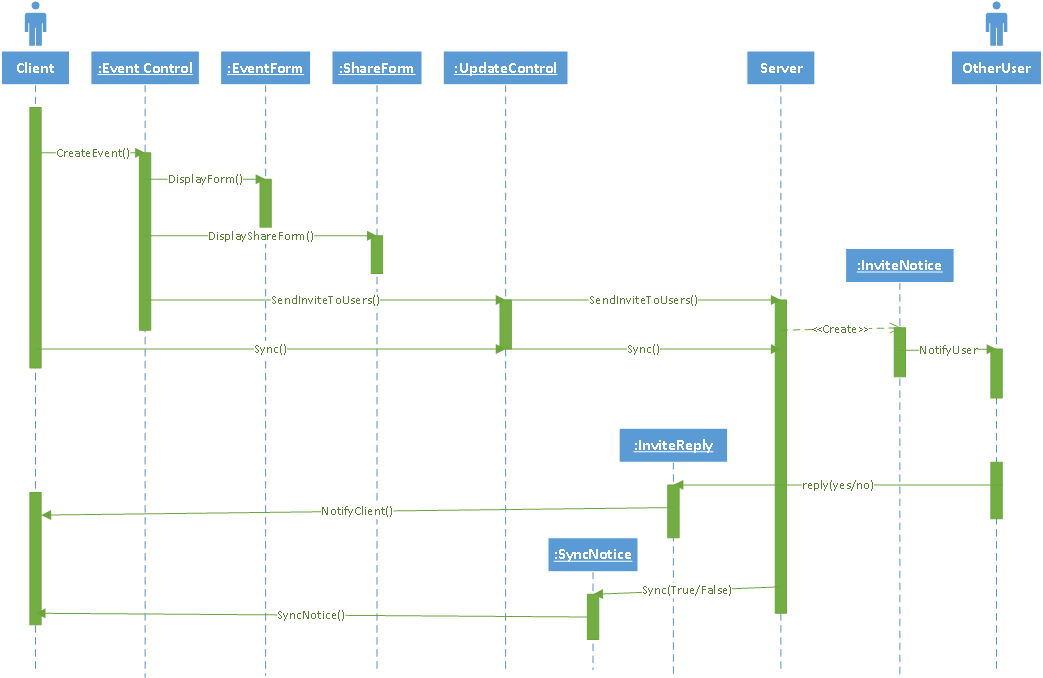 Client
:Event Control
:EventForm
:ShareForm
:UpdateControl
Server
OtherUser
CreateEvent()
DisplayForm()
DisplayShareForm()
:InviteNotice
SendInviteToUsers()
SendInviteToUsers()
<<Create>>
Sync()
Sync()
NotifyUser
:InviteReply
reply(yes/no)
NotifyClient()
:SyncNotice
Sync(True/False)
SyncNotice()